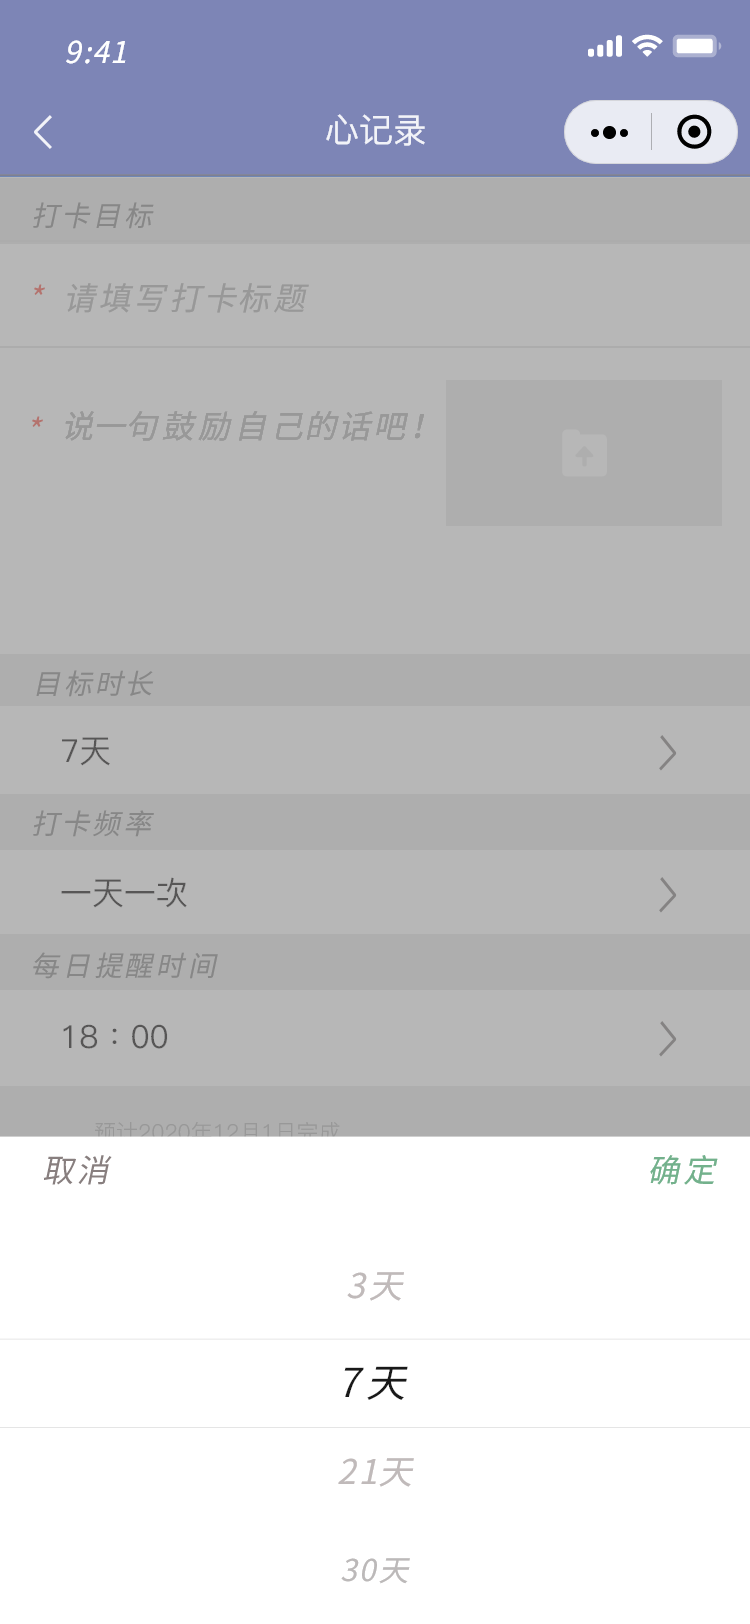 9:41
心记录
打卡目标
* 请填写打卡标题
* 说一句鼓励自己的话吧！
目标时长
7天
打卡频率
一天一次
每日提醒时间
18：00
预计2020年12月1日完成
取消 确定
3天
7天
21天
30天